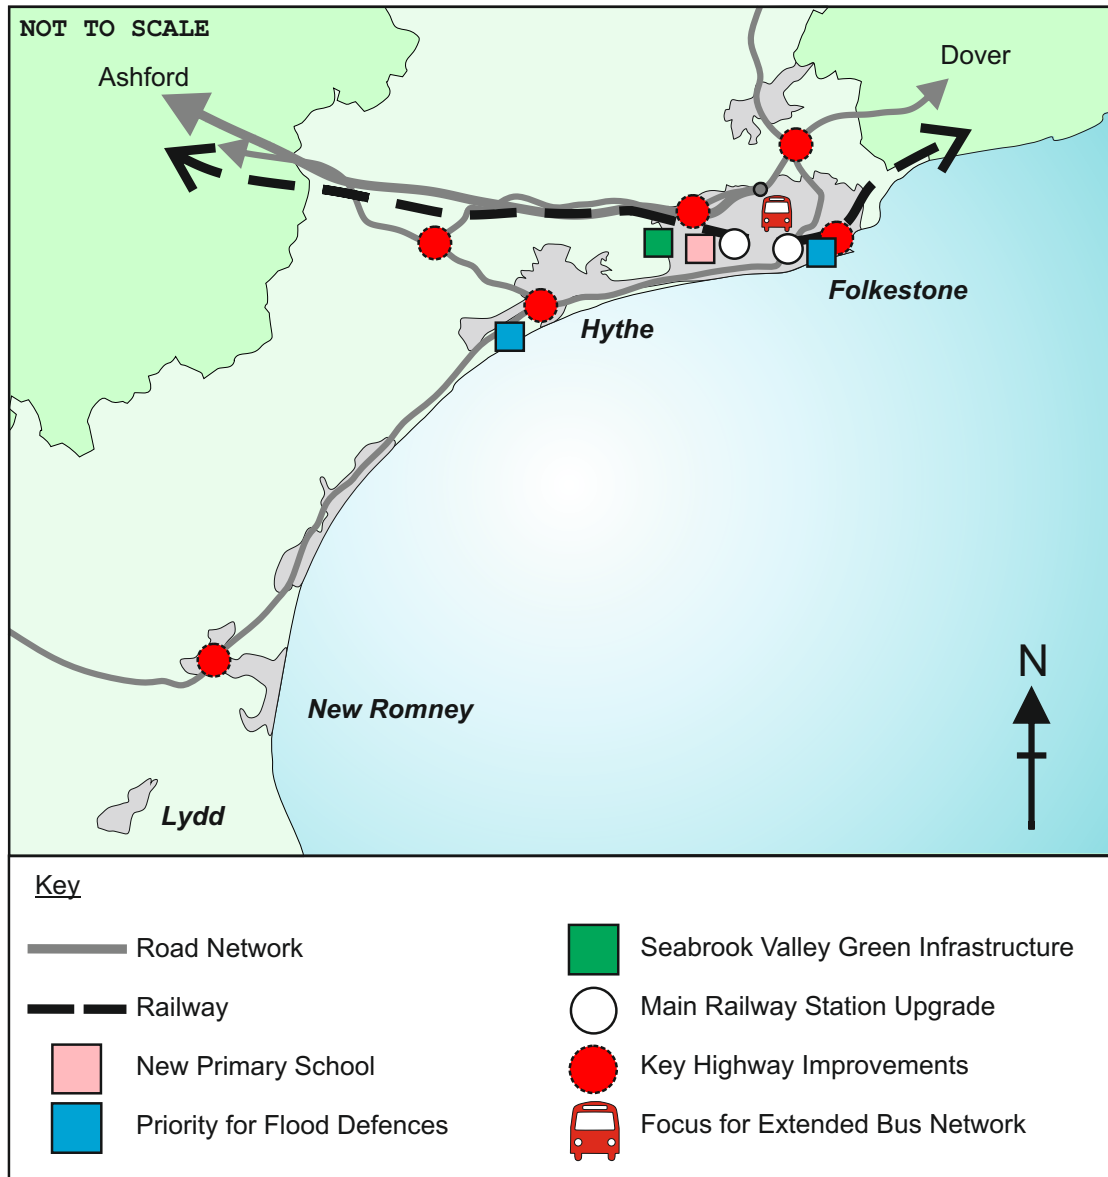 NOT TO SCALE
Ashford
Dover
Folkestone
Hythe
New Romney
N
Lydd
Key
Road Network
Railway
New Primary School
Priority for Flood Defences
Seabrook Valley Green Infrastructure
Main Railway Station Upgrade
Key Highway Improvements
Focus for Extended Bus Network